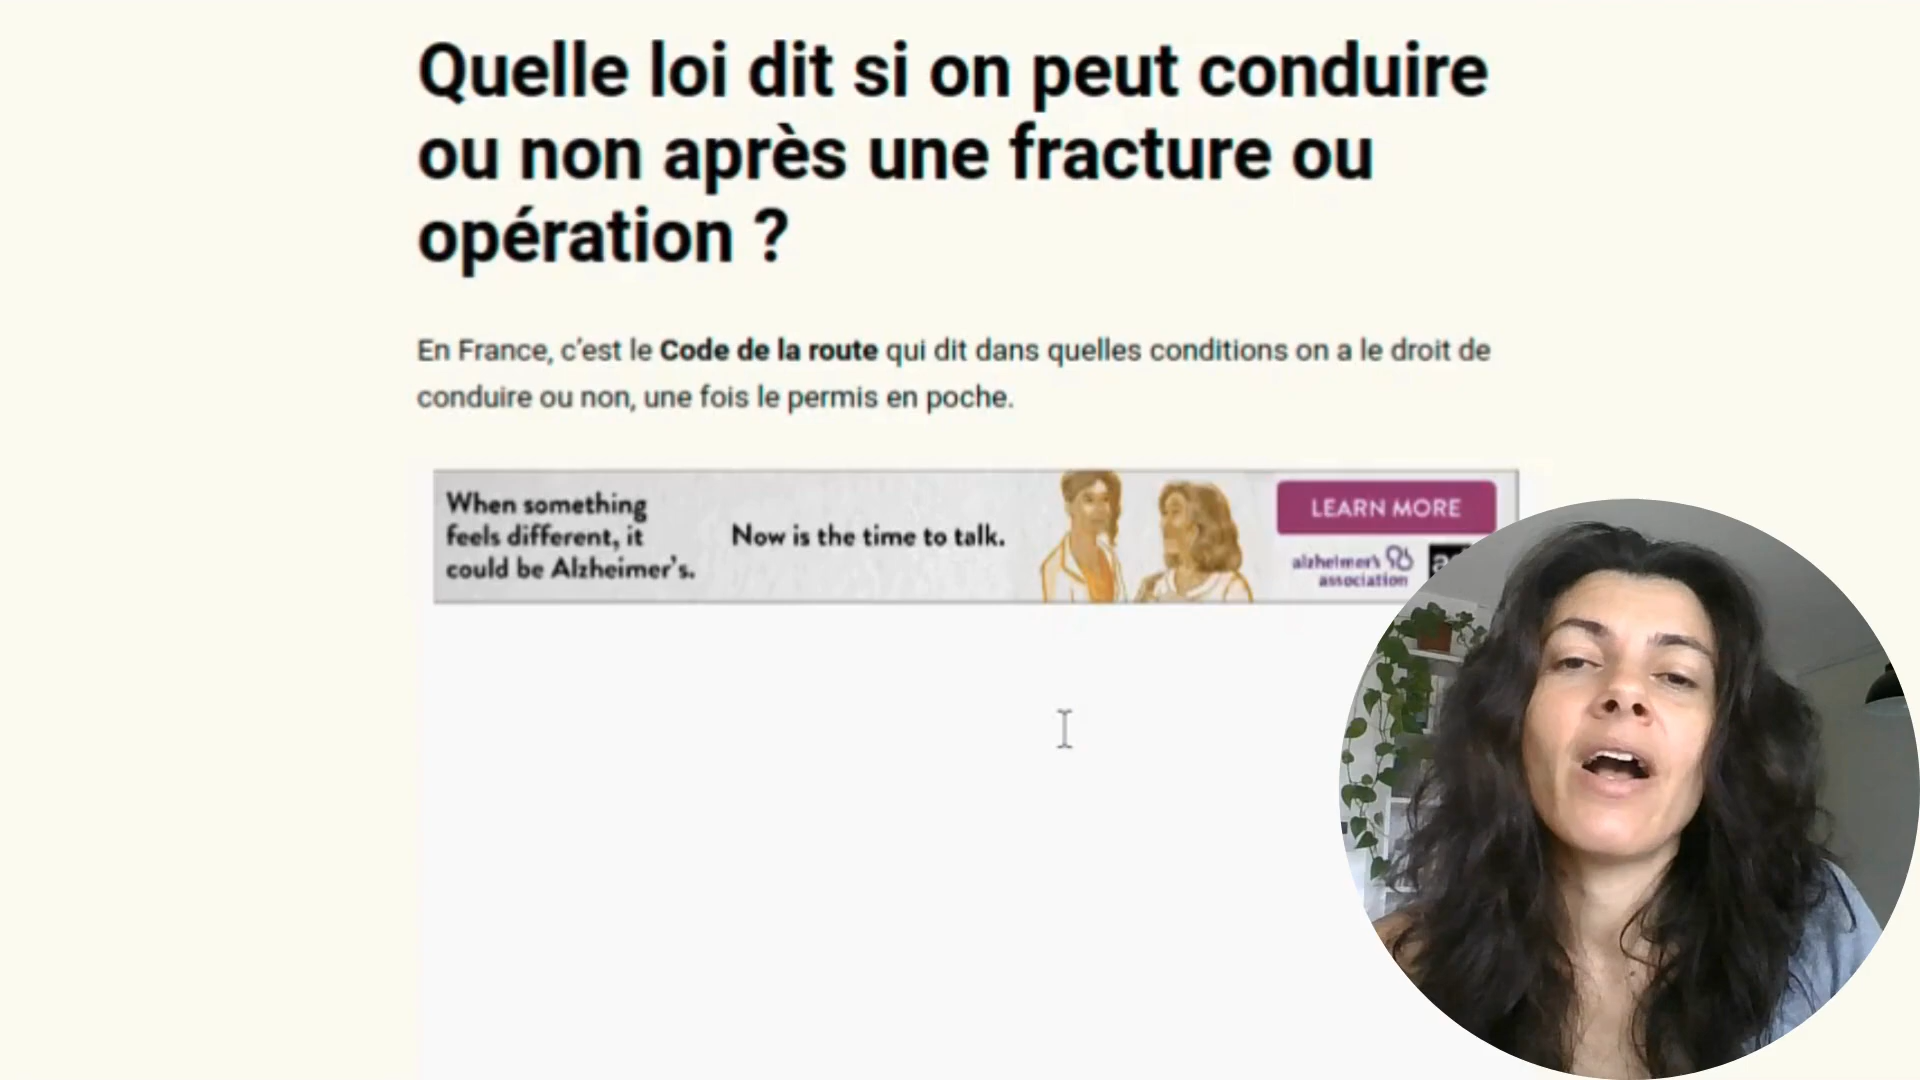 Quelle loi dit si on peut conduire
ou non après une fracture ou
opération ?
En France, c’est le Code de la route qui dit dans quelles conditions on a le droit de
conduire ou non, une fois le permis en poche.
When something
feels different, it
could be Alzheimer’s.
Now is the time to talk.
LEARN MORE
alzheimer’s
association